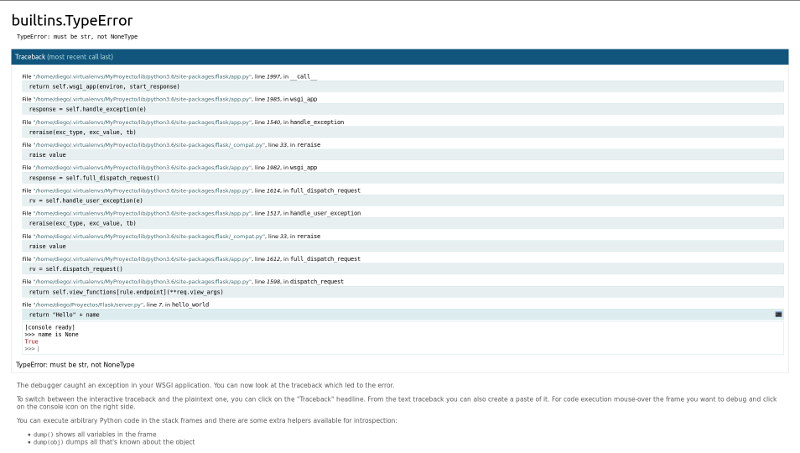 builtins.TypeError
TypeError: must be str, not NoneType
Traceback (most recent call last)
File "/home/diego/.virtualenvs/MyProyecto/lib/python3.6/site-packages/flask/app.py", line 1997, in __call__
return self.wsgi_app(environ, start_response)
File "/home/diego/.virtualenvs/MyProyecto/lib/python3.6/site-packages/flask/app.py", line 1985, in wsgi_app
response = self.handle_exception(e)
File "/home/diego/.virtualenvs/MyProyecto/lib/python3.6/site-packages/flask/app.py", line 1540, in handle_exception
reraise(exc_type, exc_value, tb)
File "/home/diego/.virtualenvs/MyProyecto/lib/python3.6/site-packages/flask/_compat.py", line 33, in reraise
raise value
File "/home/diego/.virtualenvs/MyProyecto/lib/python3.6/site-packages/flask/app.py", line 1982, in wsgi_app
response = self.full_dispatch_request()
File "/home/diego/.virtualenvs/MyProyecto/lib/python3.6/site-packages/flask/app.py", line 1614, in full_dispatch_request
rv = self.handle_user_exception(e)
File "/home/diego/.virtualenvs/MyProyecto/lib/python3.6/site-packages/flask/app.py", line 1517, in handle_user_exception
reraise(exc_type, exc_value, tb)
File "/home/diego/.virtualenvs/MyProyecto/lib/python3.6/site-packages/flask/_compat.py", line 33, in reraise
raise value
File "/home/diego/.virtualenvs/MyProyecto/lib/python3.6/site-packages/flask/app.py", line 1612, in full_dispatch_request
rv = self.dispatch_request()
File "/home/diego/.virtualenvs/MyProyecto/lib/python3.6/site-packages/flask/app.py", line 1598, in dispatch_request
return self.view_functions[rule.endpoint](**req.view_args)
File "/home/diego/Proyectos/Flask/server.py", line 7, in hello_world
return "Hello" + name
[console ready]
>>> name is None
True
>>>
TypeError: must be str, not NoneType
The debugger caught an exception in your WSGI application. You can now look at the traceback which led to the error.
To switch between the interactive traceback and the plaintext one, you can click on the "Traceback" headline. From the text traceback you can also create a paste of it. For code execution mouse-over the frame you want to debug and click
on the console icon on the right side.
You can execute arbitrary Python code in the stack frames and there are some extra helpers available for introspection:
• dump() shows all variables in the frame
• dump(obj) dumps all that's known about the object